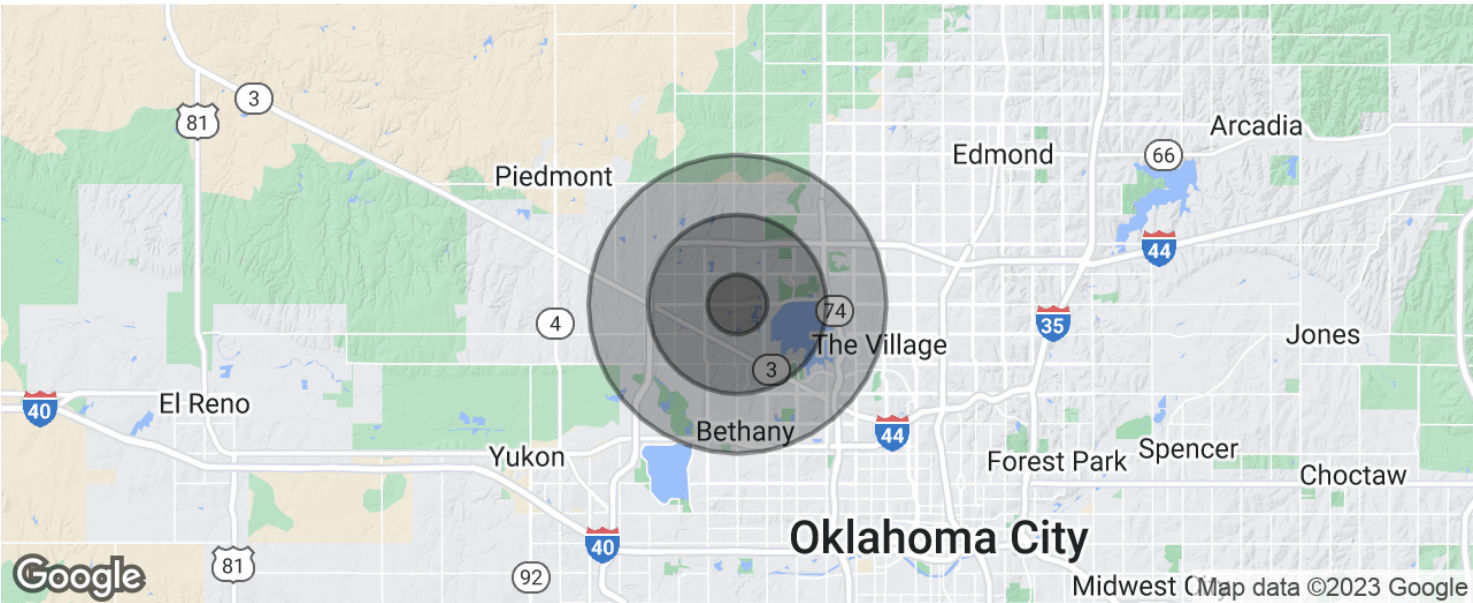 3
81
Arcadia
Edmond
66
Piedmont
44
74
4
35
Jones
The Village
3
El Reno
40
Bethany
44
Yukon
Forest Park
Spencer
Choctaw
Oklahoma City
40
81
92
Google
Midwest
Map data ©2023 Google